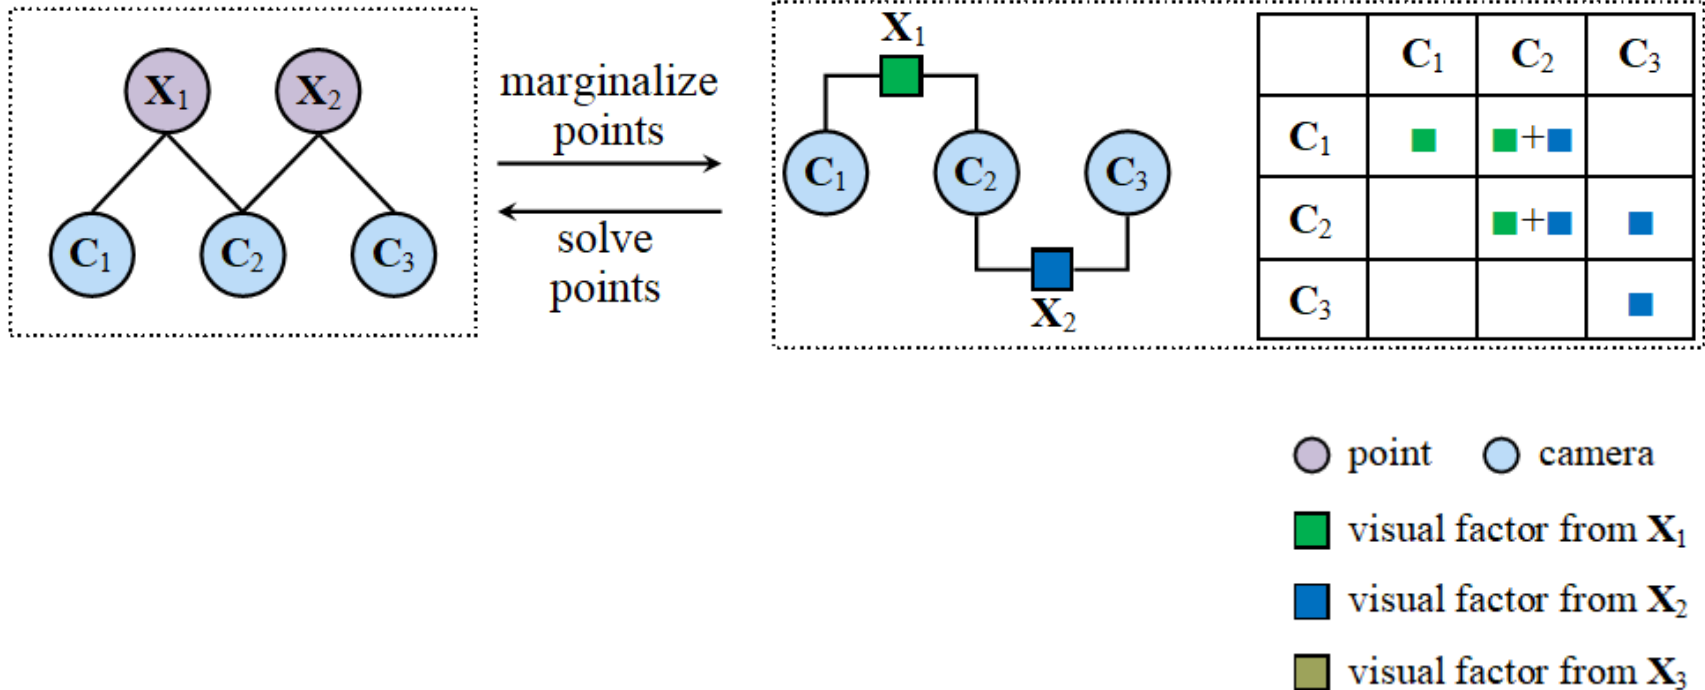 X1 X2
C1 C2 C3
marginalize
points
solve
points
X1
C1 C2 C3
X2
C1 C2 C3
C1 ■ ■+■
C2 ■+■ ■
C3 ■
point camera
visual factor from X1
visual factor from X2
visual factor from X3